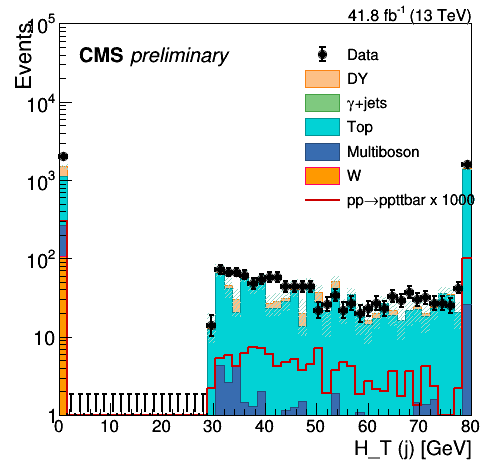 41.8 fb⁻¹ (13 TeV)
Events
CMS preliminary
Data
DY
γ+jets
Top
Multiboson
W
pp→ppttbar x 1000
10⁵
10⁴
10³
10²
10
1
0 10 20 30 40 50 60 70 80
H_T (j) [GeV]